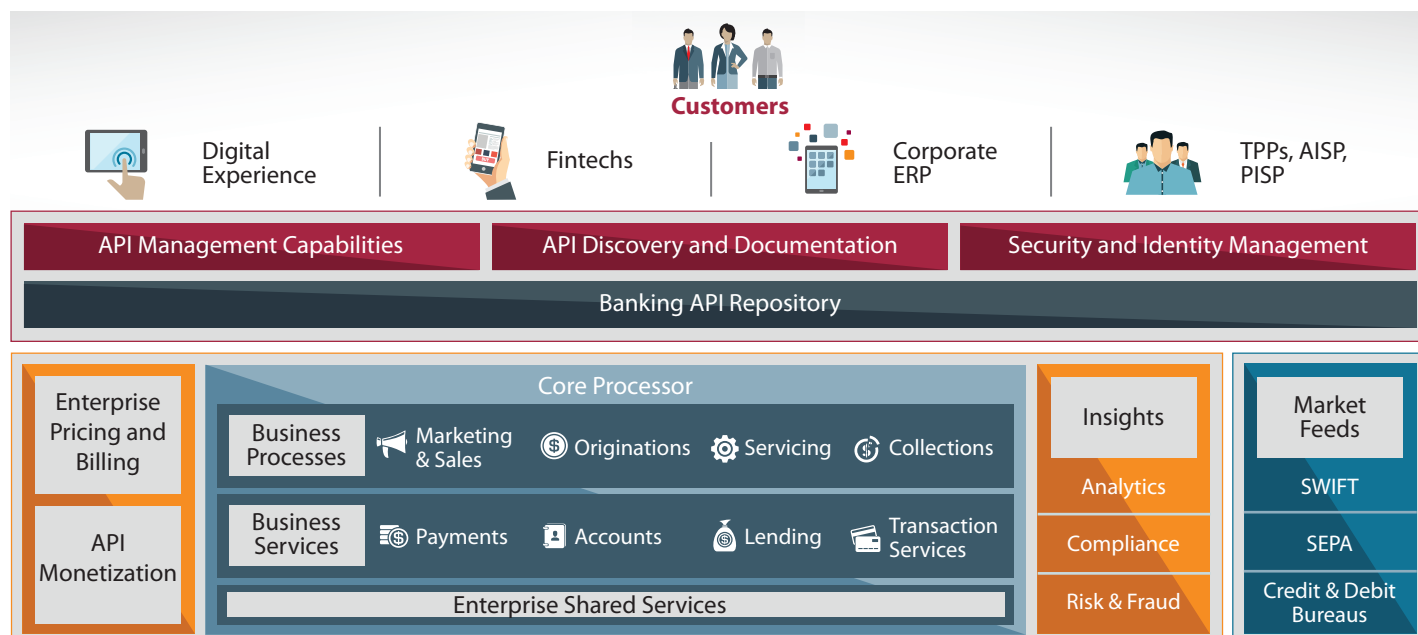 Customers
Digital
Experience
Fintechs
Corporate
ERP
TPPs, AISP,
PISP
API Management Capabilities
API Discovery and Documentation
Security and Identity Management
Banking API Repository
Enterprise
Pricing and
Billing
API
Monetization
Core Processor
Business
Processes
Marketing
& Sales
Originations
Servicing
Collections
Business
Services
Payments
Accounts
Lending
Transaction
Services
Enterprise Shared Services
Insights
Analytics
Compliance
Risk & Fraud
Market
Feeds
SWIFT
SEPA
Credit & Debit
Bureaus